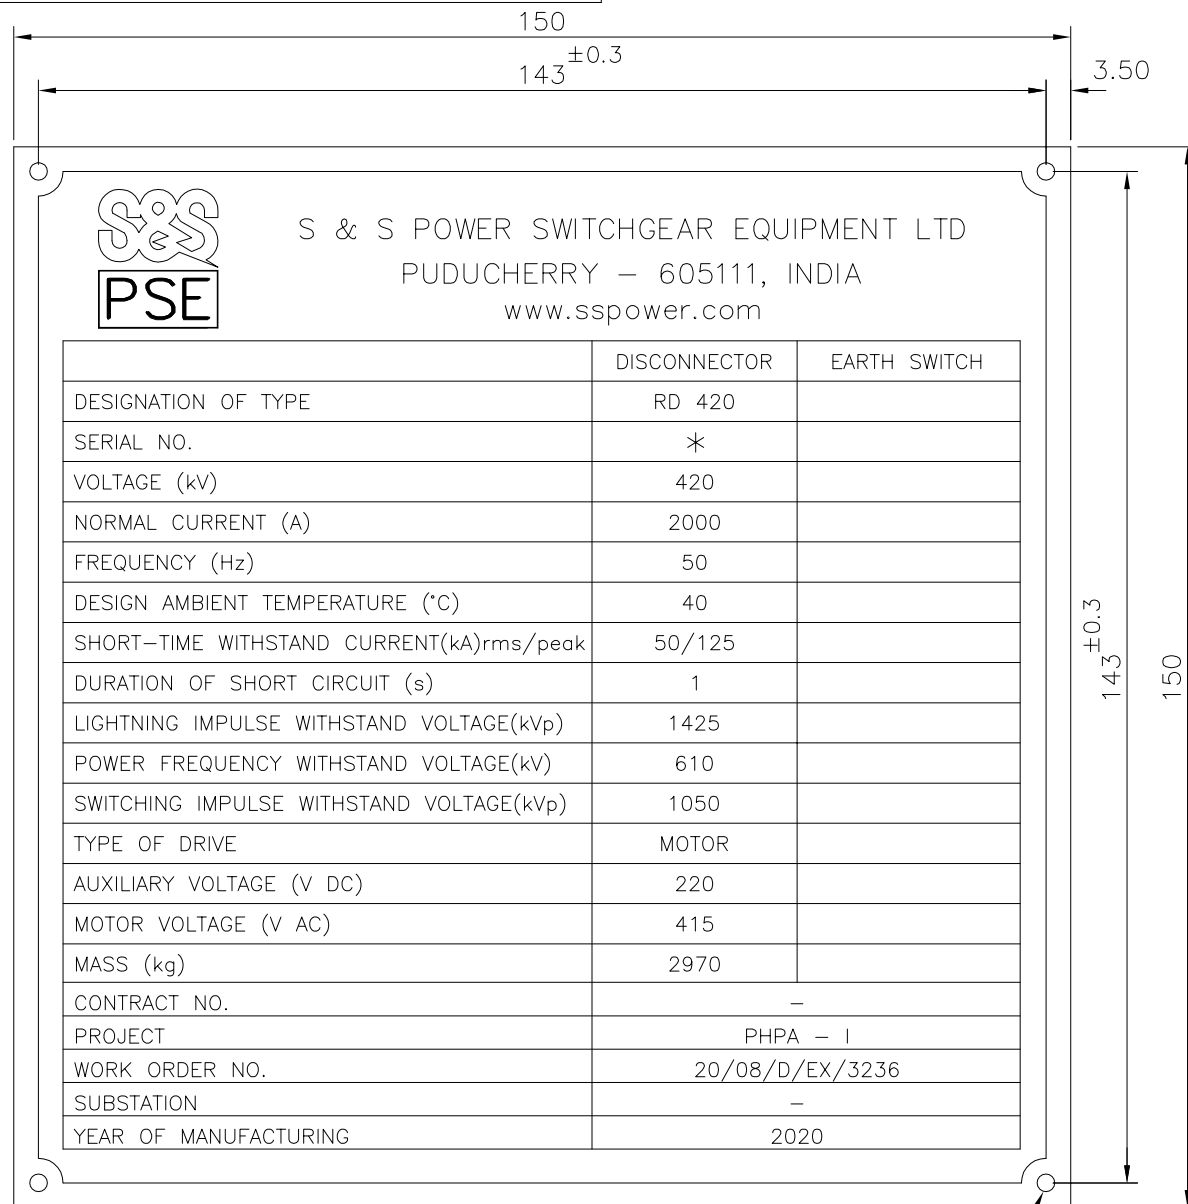 150
143 ±0.3
3.50
S&S
PSE
S & S POWER SWITCHGEAR EQUIPMENT LTD
PUDUCHERRY – 605111, INDIA
www.sspower.com
DISCONNECTOR EARTH SWITCH
DESIGNATION OF TYPE RD 420
SERIAL NO. *
VOLTAGE (kV) 420
NORMAL CURRENT (A) 2000
FREQUENCY (Hz) 50
DESIGN AMBIENT TEMPERATURE (°C) 40
SHORT–TIME WITHSTAND CURRENT(kA)rms/peak 50/125
DURATION OF SHORT CIRCUIT (s) 1
LIGHTNING IMPULSE WITHSTAND VOLTAGE(kVp) 1425
POWER FREQUENCY WITHSTAND VOLTAGE(kV) 610
SWITCHING IMPULSE WITHSTAND VOLTAGE(kVp) 1050
TYPE OF DRIVE MOTOR
AUXILIARY VOLTAGE (V DC) 220
MOTOR VOLTAGE (V AC) 415
MASS (kg) 2970
CONTRACT NO. –
PROJECT PHPA – I
WORK ORDER NO. 20/08/D/EX/3236
SUBSTATION –
YEAR OF MANUFACTURING 2020
143 ±0.3
150